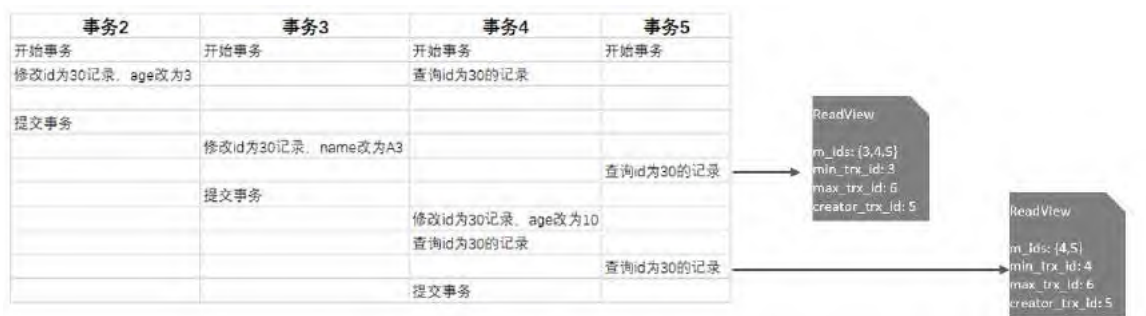 事务2 事务3 事务4 事务5
开始事务 开始事务 开始事务 开始事务
修改id为30记录、age改为3 查询id为30的记录
提交事务
修改id为30记录、name改为A3
查询id为30的记录
提交事务
修改id为30记录、age改为10
查询id为30的记录
查询id为30的记录
提交事务
ReadView
m_ids: {3,4,5}
min_trx_id: 3
max_trx_id: 6
creator_trx_id: 5
ReadView
m_ids: {4,5}
min_trx_id: 4
max_trx_id: 6
creator_trx_id: 5